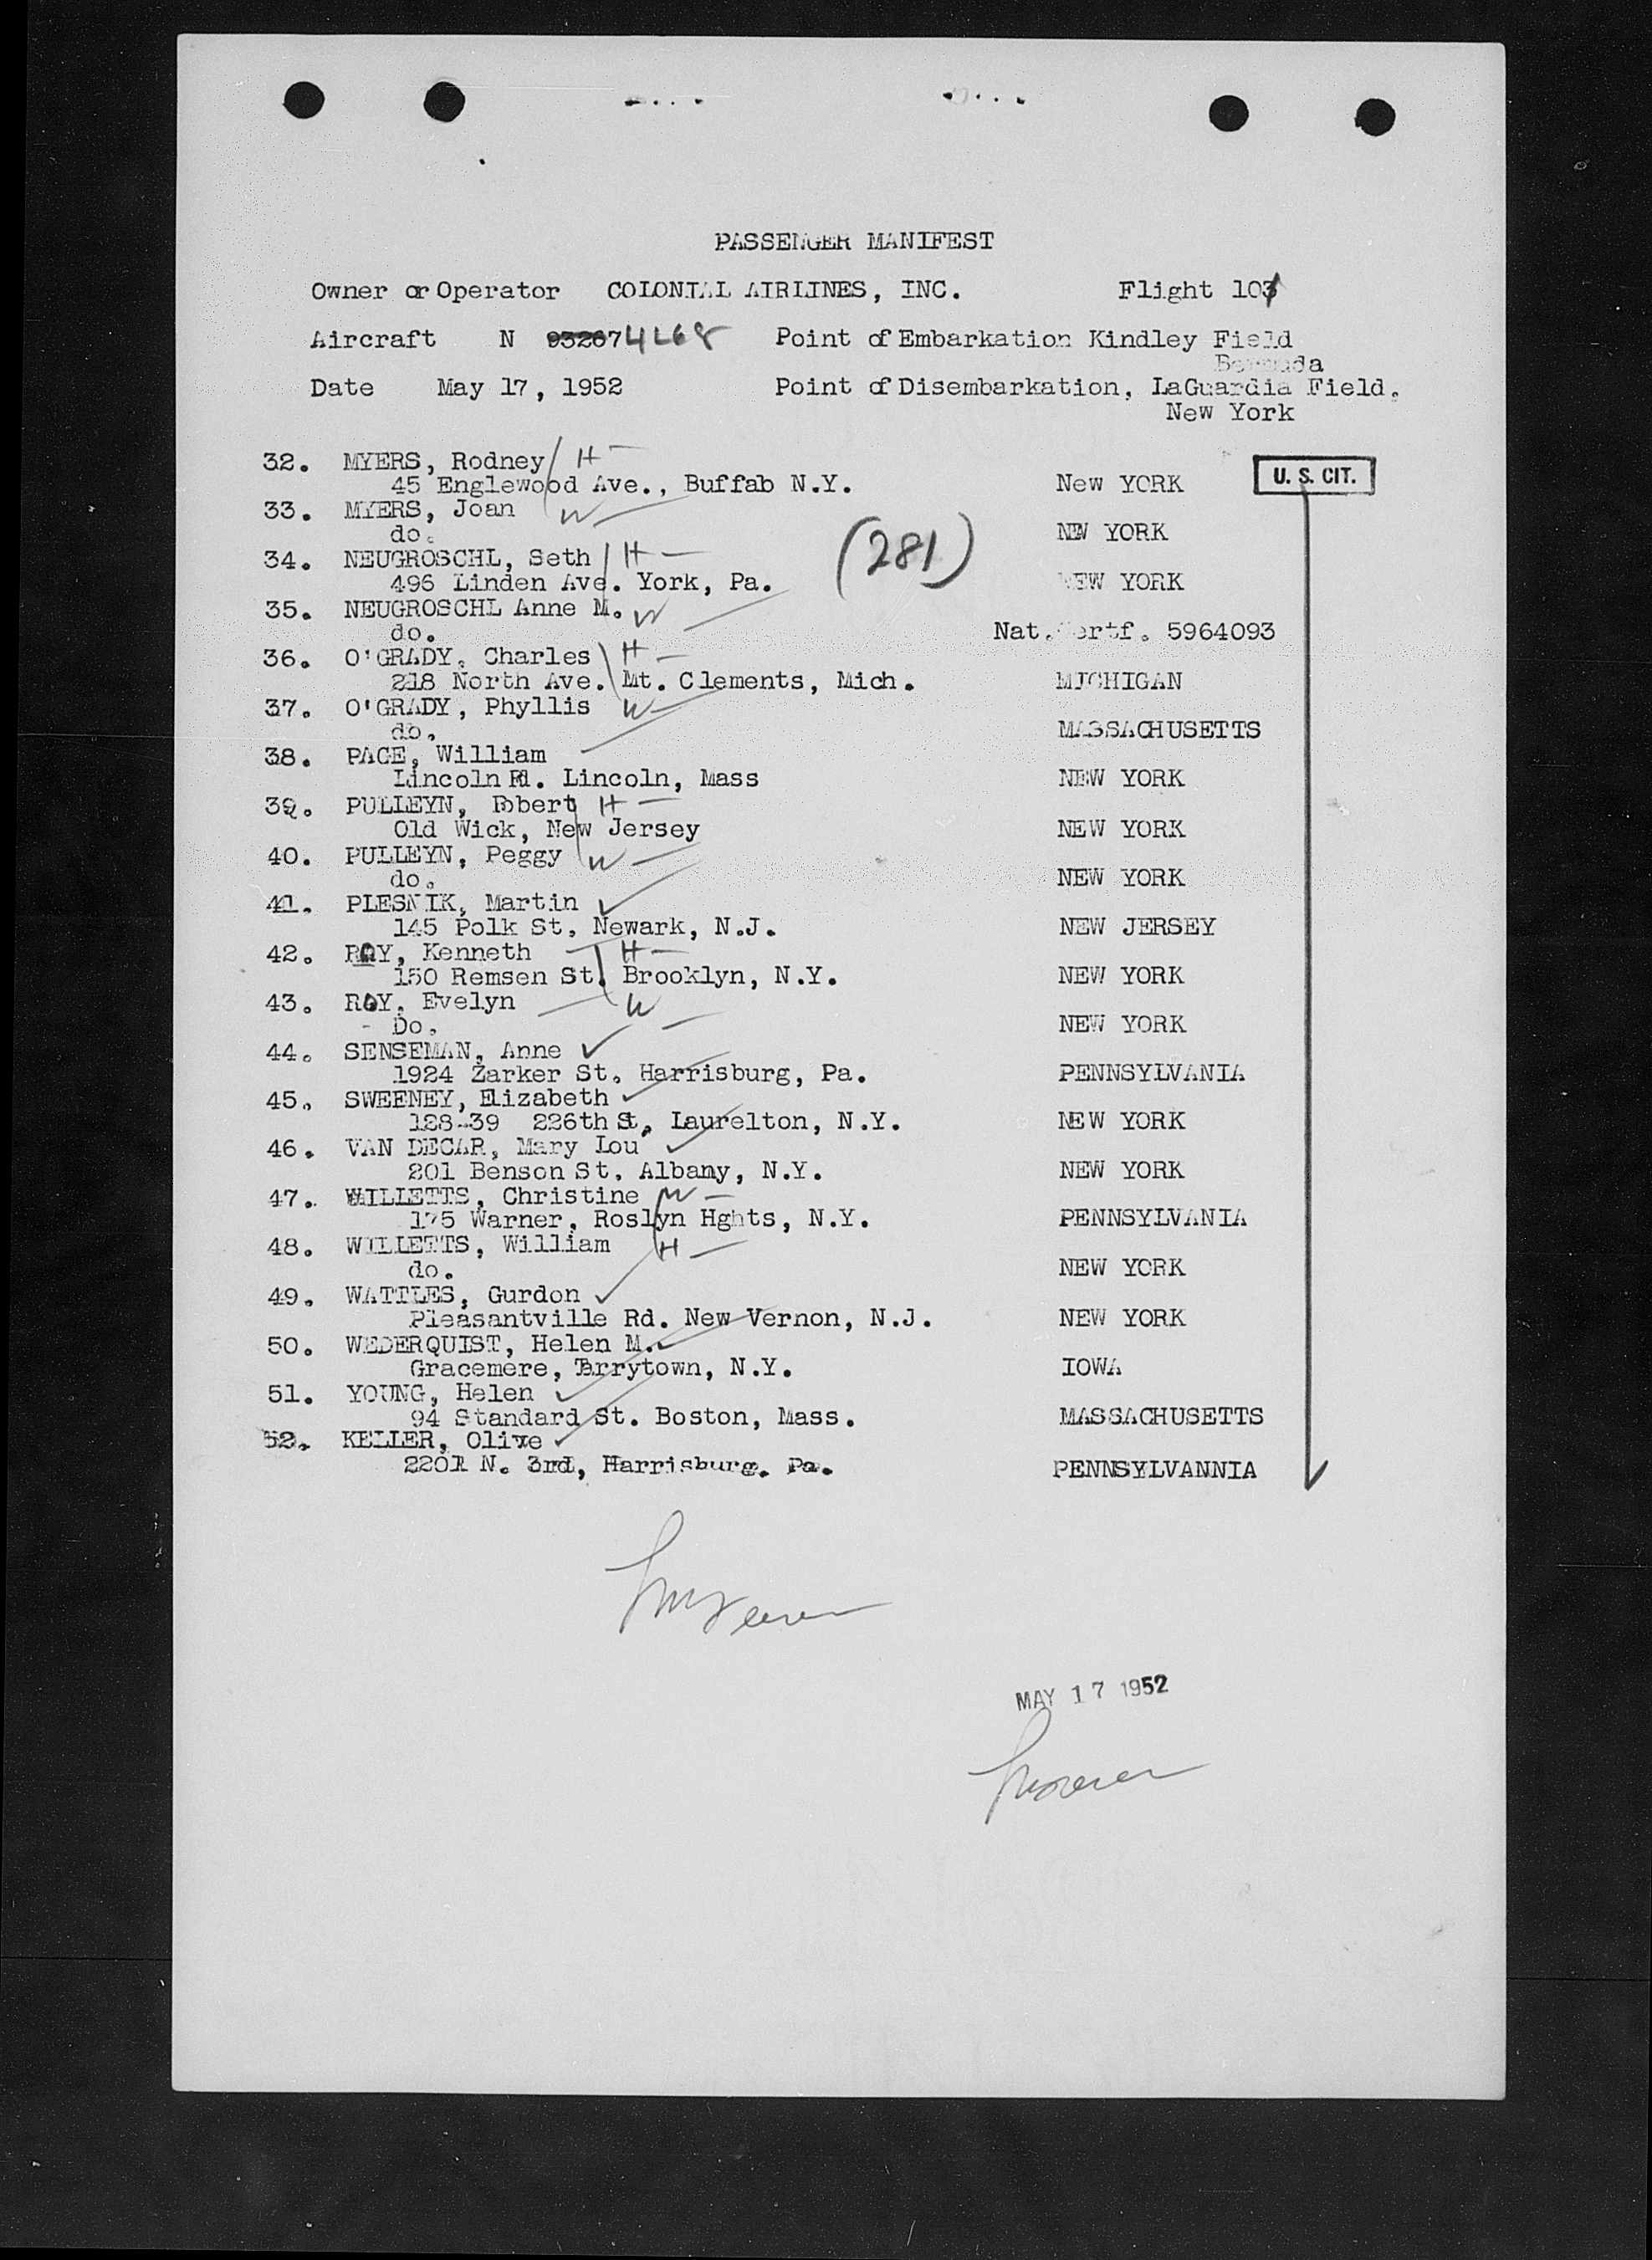 PASSENGER MANIFEST
Owner or Operator COLONIAL AIRLINES, INC. Flight 103
Aircraft N 93267 4L68 Point of Embarkation Kindley Field
Bermuda
Date May 17, 1952 Point of Disembarkation, LaGuardia Field.
New York
32. MYERS, Rodney H
45 Englewood Ave., Buffab N.Y. New YORK U. S. CIT.
33. MYERS, Joan W
do. NEW YORK
(281)
34. NEUGROSCHL, Seth H
496 Linden Ave. York, Pa. NEW YORK
35. NEUGROSCHL Anne M. W
do. Nat. Certf. 5964093
36. O'GRADY, Charles H
218 North Ave. Mt. Clements, Mich. MICHIGAN
37. O'GRADY, Phyllis W
do. MASSACHUSETTS
38. PAGE, William
Lincoln Rd. Lincoln, Mass NEW YORK
39. PULLEYN, Robert H
Old Wick, New Jersey NEW YORK
40. PULLEYN, Peggy W
do. NEW YORK
41. PLESNIK, Martin
145 Polk St, Newark, N.J. NEW JERSEY
42. ROY, Kenneth H
150 Remsen St. Brooklyn, N.Y. NEW YORK
43. ROY, Evelyn W
Do. NEW YORK
44. SENSEMAN, Anne
1924 Zarker St. Harrisburg, Pa. PENNSYLVANIA
45. SWEENEY, Elizabeth
128-39 226th St, Laurelton, N.Y. NEW YORK
46. VAN DECAR, Mary Lou
201 Benson St. Albany, N.Y. NEW YORK
47. WILLETTS, Christine W
175 Warner, Roslyn Hghts, N.Y. PENNSYLVANIA
48. WILLETTS, William H
do. NEW YORK
49. WATTLES, Gurdon
Pleasantville Rd. New Vernon, N.J. NEW YORK
50. WEDERQUIST, Helen M.
Gracemere, Tarrytown, N.Y. IOWA
51. YOUNG, Helen
94 Standard St. Boston, Mass. MASSACHUSETTS
52. KELLER, Olive
2201 N. 3rd, Harrisburg. Pa. PENNSYLVANNIA
MAY 17 1952